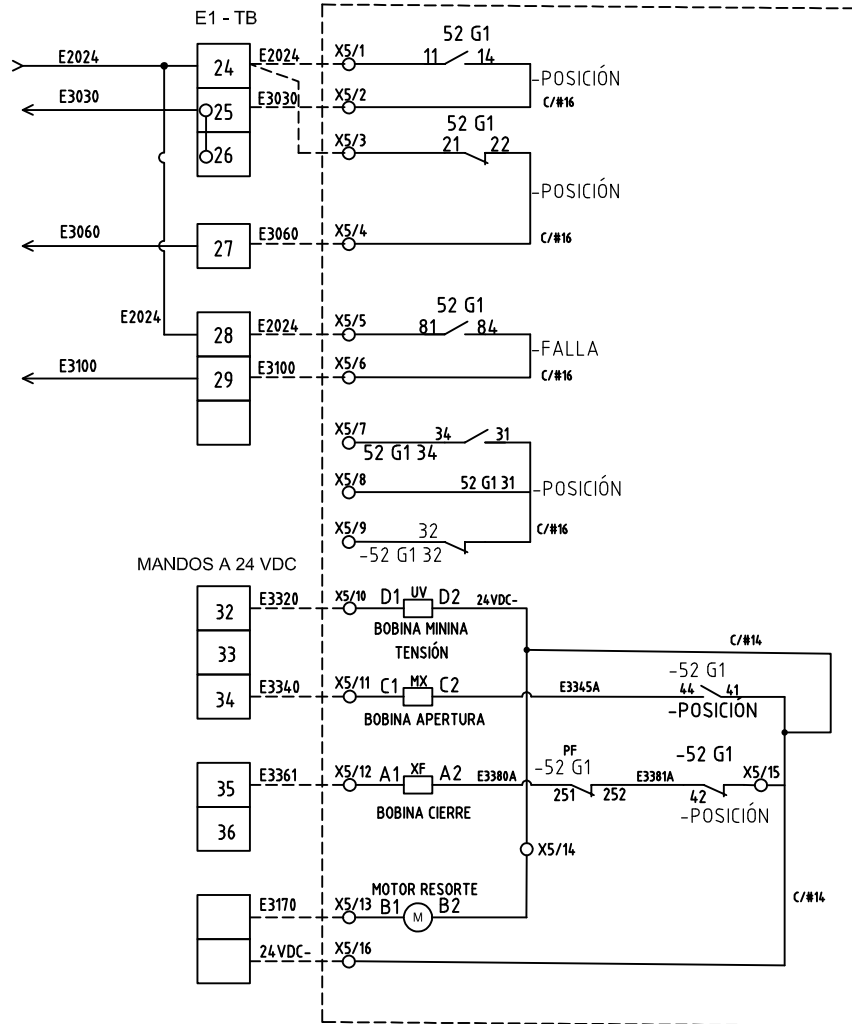 E1 - TB
E2024 24 E2024 X5/1 11 52 G1 14
-POSICIÓN
E3030 25 E3030 X5/2 C/#16
26 X5/3 21 52 G1 22
-POSICIÓN
E3060 27 E3060 X5/4 C/#16
E2024 28 E2024 X5/5 81 52 G1 84
-FALLA
E3100 29 E3100 X5/6 C/#16
X5/7 34 31
52 G1 34
X5/8 52 G1 31 -POSICIÓN
X5/9 32 C/#16
-52 G1 32
MANDOS A 24 VDC
32 E3320 X5/10 D1 UV D2 24VDC-
BOBINA MININA
TENSIÓN
33
C/#14
34 E3340 X5/11 C1 MX C2 E3345A 44 -52 G1 41
BOBINA APERTURA -POSICIÓN
35 E3361 X5/12 A1 XF A2 E3380A PF -52 G1 251 252 E3381A -52 G1 42 X5/15
BOBINA CIERRE -POSICIÓN
36
X5/14
MOTOR RESORTE
E3170 X5/13 B1 M B2
C/#14
24VDC- X5/16